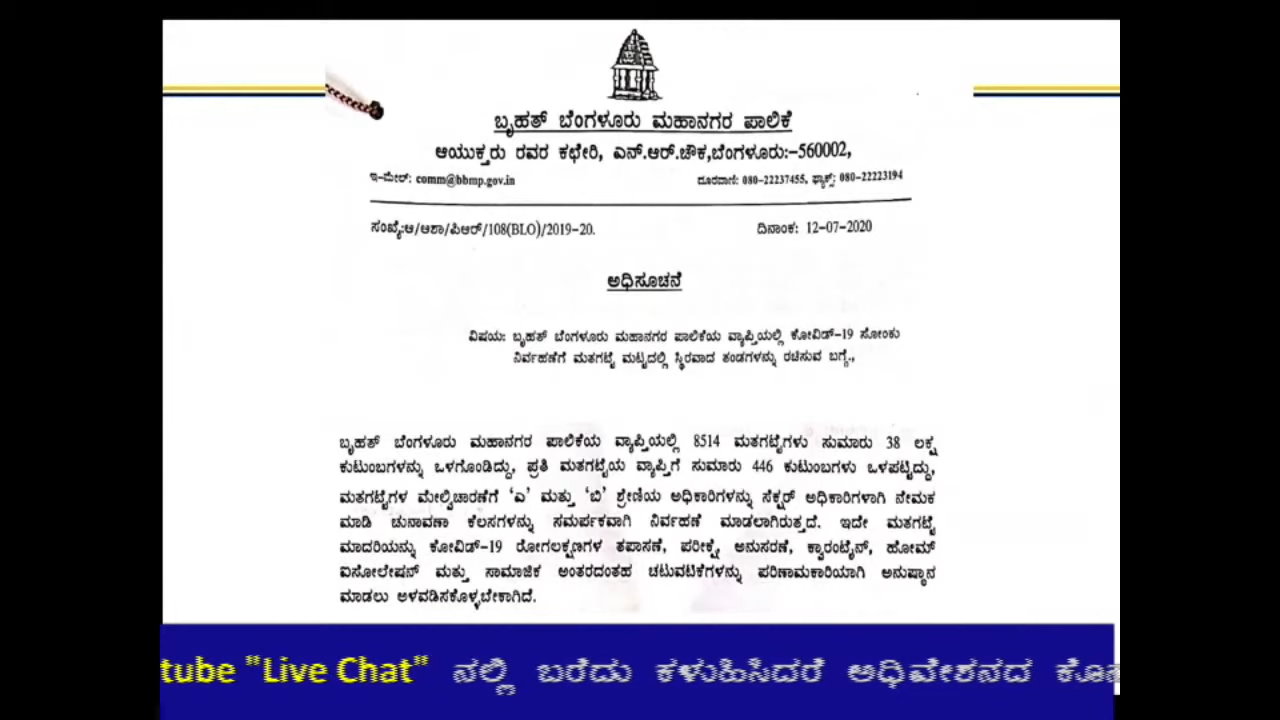 ಬೃಹತ್ ಬೆಂಗಳೂರು ಮಹಾನಗರ ಪಾಲಿಕೆ
ಆಯುಕ್ತರು ರವರ ಕಛೇರಿ, ಎನ್.ಆರ್.ಚೌಕ,ಬೆಂಗಳೂರು:-560002,
ಇ-ಮೇಲ್: comm@bbmp.gov.in ದೂರವಾಣಿ: 080-22237455, ಫ್ಯಾಕ್ಸ್: 080-22223194
ಸಂಖ್ಯೆ:ಆ/ಆಶಾ/ಪಿಆರ್/108(BLO)/2019-20. ದಿನಾಂಕ: 12-07-2020
ಅಧಿಸೂಚನೆ
ವಿಷಯ: ಬೃಹತ್ ಬೆಂಗಳೂರು ಮಹಾನಗರ ಪಾಲಿಕೆಯ ವ್ಯಾಪ್ತಿಯಲ್ಲಿ ಕೋವಿಡ್-19 ಸೋಂಕು
ನಿರ್ವಹಣೆಗೆ ಮತಗಟ್ಟೆ ಮಟ್ಟದಲ್ಲಿ ಸ್ಥಿರವಾದ ತಂಡಗಳನ್ನು ರಚಿಸುವ ಬಗ್ಗೆ.,
ಬೃಹತ್ ಬೆಂಗಳೂರು ಮಹಾನಗರ ಪಾಲಿಕೆಯ ವ್ಯಾಪ್ತಿಯಲ್ಲಿ 8514 ಮತಗಟ್ಟೆಗಳು ಸುಮಾರು 38 ಲಕ್ಷ
ಕುಟುಂಬಗಳನ್ನು ಒಳಗೊಂಡಿದ್ದು, ಪ್ರತಿ ಮತಗಟ್ಟೆಯ ವ್ಯಾಪ್ತಿಗೆ ಸುಮಾರು 446 ಕುಟುಂಬಗಳು ಒಳಪಟ್ಟಿದ್ದು,
ಮತಗಟ್ಟೆಗಳ ಮೇಲ್ವಿಚಾರಣೆಗೆ ‘ಎ’ ಮತ್ತು ‘ಬಿ’ ಶ್ರೇಣಿಯ ಅಧಿಕಾರಿಗಳನ್ನು ಸೆಕ್ಟರ್ ಅಧಿಕಾರಿಗಳಾಗಿ ನೇಮಕ
ಮಾಡಿ ಚುನಾವಣಾ ಕೆಲಸಗಳನ್ನು ಸಮರ್ಪಕವಾಗಿ ನಿರ್ವಹಣೆ ಮಾಡಲಾಗಿರುತ್ತದೆ. ಇದೇ ಮತಗಟ್ಟೆ
ಮಾದರಿಯನ್ನು ಕೋವಿಡ್-19 ರೋಗಲಕ್ಷಣಗಳ ತಪಾಸಣೆ, ಪರೀಕ್ಷೆ ಅನುಸರಣೆ, ಕ್ವಾರಂಟೈನ್, ಹೋಮ್
ಐಸೋಲೇಷನ್ ಮತ್ತು ಸಾಮಾಜಿಕ ಅಂತರದಂತಹ ಚಟುವಟಿಕೆಗಳನ್ನು ಪರಿಣಾಮಕಾರಿಯಾಗಿ ಅನುಷ್ಠಾನ
ಮಾಡಲು ಅಳವಡಿಸಕೊಳ್ಳಬೇಕಾಗಿದೆ.
tube "Live Chat" ನಲ್ಲಿ ಬರೆದು ಕಳುಹಿಸಿದರೆ ಅಧಿವೇಶನದ